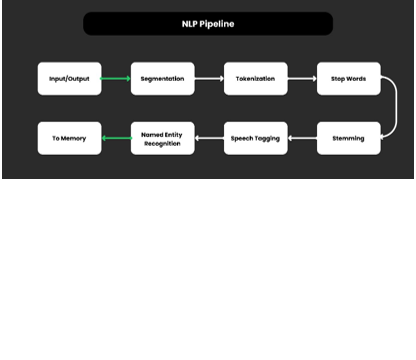 NLP Pipeline
Input/Output
Segmentation
Tokenization
Stop Words
Stemming
Speech Tagging
Named Entity
Recognition
To Memory